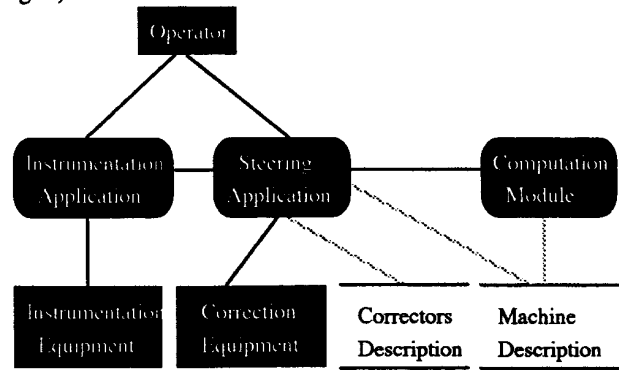 Operator
Instrumentation
Application
Steering
Application
Computation
Module
Instrumentation
Equipment
Correction
Equipment
Correctors
Description
Machine
Description